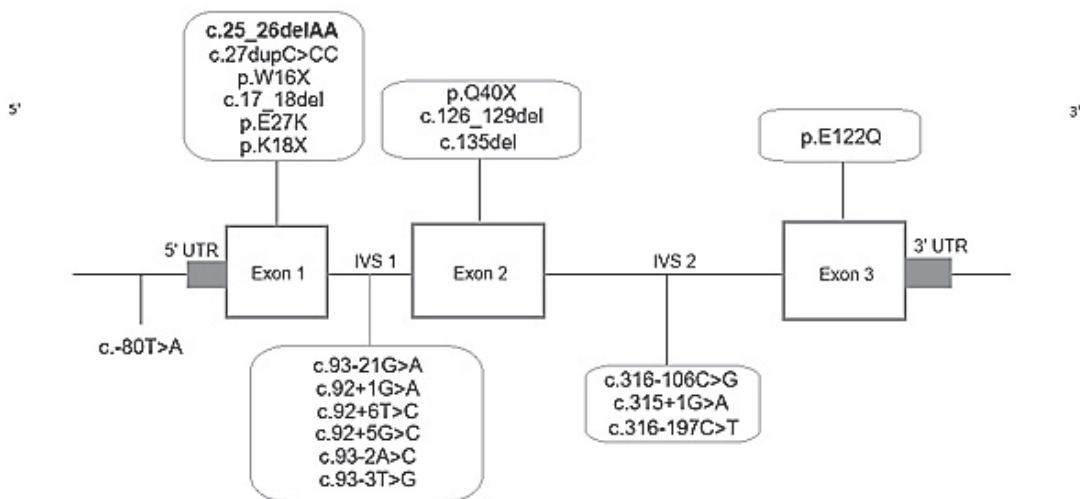 c.25_26delAA
c.27dupC>CC
p.W16X
c.17_18del
p.E27K
p.K18X
p.Q40X
c.126_129del
c.135del
p.E122Q
5'
3'
5' UTR
Exon 1
IVS 1
Exon 2
IVS 2
Exon 3
3' UTR
c.-80T>A
c.93-21G>A
c.92+1G>A
c.92+6T>C
c.92+5G>C
c.93-2A>C
c.93-3T>G
c.316-106C>G
c.315+1G>A
c.316-197C>T